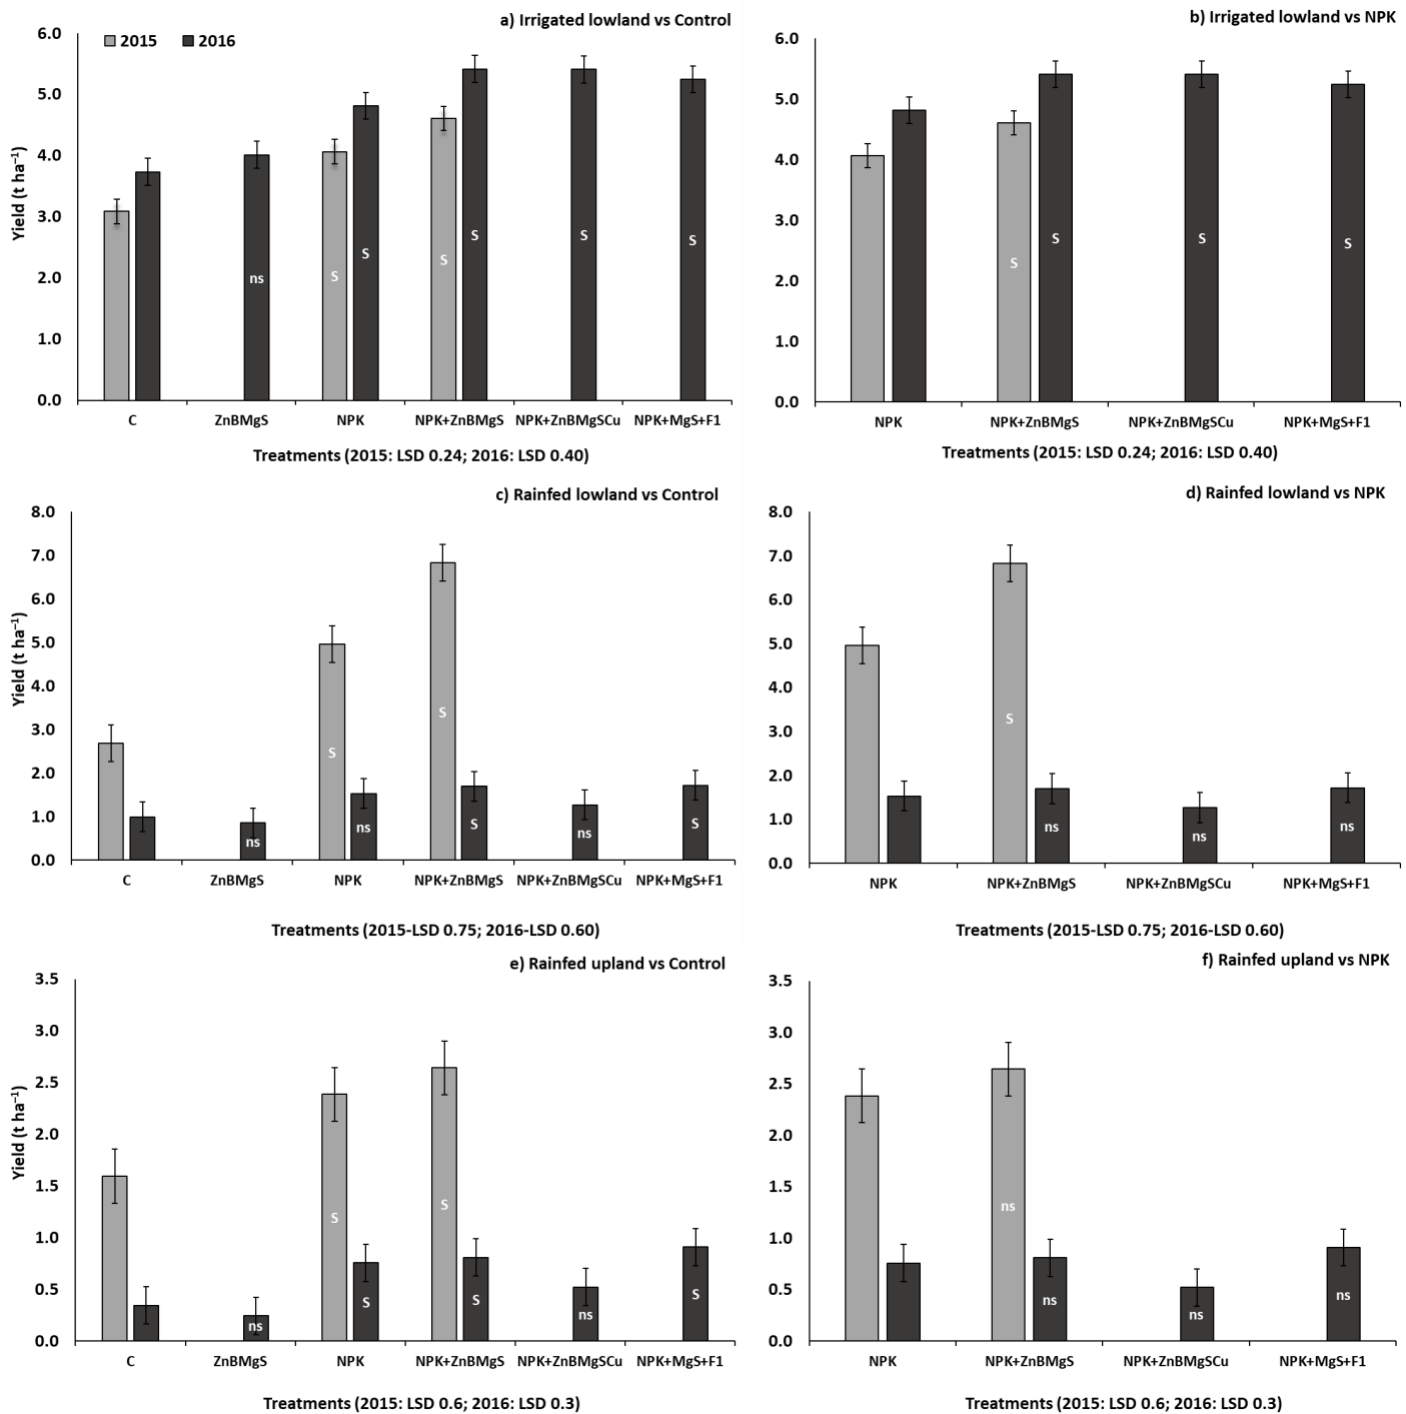 a) Irrigated lowland vs Control
2015 2016
Yield (t ha⁻¹)
6.0
5.0
4.0
3.0
2.0
1.0
0.0
ns
S
S
S
S
S
S
C ZnBMgS NPK NPK+ZnBMgS NPK+ZnBMgSCu NPK+MgS+F1
Treatments (2015: LSD 0.24; 2016: LSD 0.40)
b) Irrigated lowland vs NPK
6.0
5.0
4.0
3.0
2.0
1.0
0.0
S
S
S
S
NPK NPK+ZnBMgS NPK+ZnBMgSCu NPK+MgS+F1
Treatments (2015: LSD 0.24; 2016: LSD 0.40)
c) Rainfed lowland vs Control
Yield (t ha⁻¹)
8.0
7.0
6.0
5.0
4.0
3.0
2.0
1.0
0.0
ns
S
ns
S
S
ns
S
C ZnBMgS NPK NPK+ZnBMgS NPK+ZnBMgSCu NPK+MgS+F1
Treatments (2015-LSD 0.75; 2016-LSD 0.60)
d) Rainfed lowland vs NPK
8.0
7.0
6.0
5.0
4.0
3.0
2.0
1.0
0.0
S
ns
ns
ns
NPK NPK+ZnBMgS NPK+ZnBMgSCu NPK+MgS+F1
Treatments (2015-LSD 0.75; 2016-LSD 0.60)
e) Rainfed upland vs Control
Yield (t ha⁻¹)
3.5
3.0
2.5
2.0
1.5
1.0
0.5
0.0
ns
S
S
S
S
ns
S
C ZnBMgS NPK NPK+ZnBMgS NPK+ZnBMgSCu NPK+MgS+F1
Treatments (2015: LSD 0.6; 2016: LSD 0.3)
f) Rainfed upland vs NPK
3.5
3.0
2.5
2.0
1.5
1.0
0.5
0.0
ns
ns
ns
ns
NPK NPK+ZnBMgS NPK+ZnBMgSCu NPK+MgS+F1
Treatments (2015: LSD 0.6; 2016: LSD 0.3)